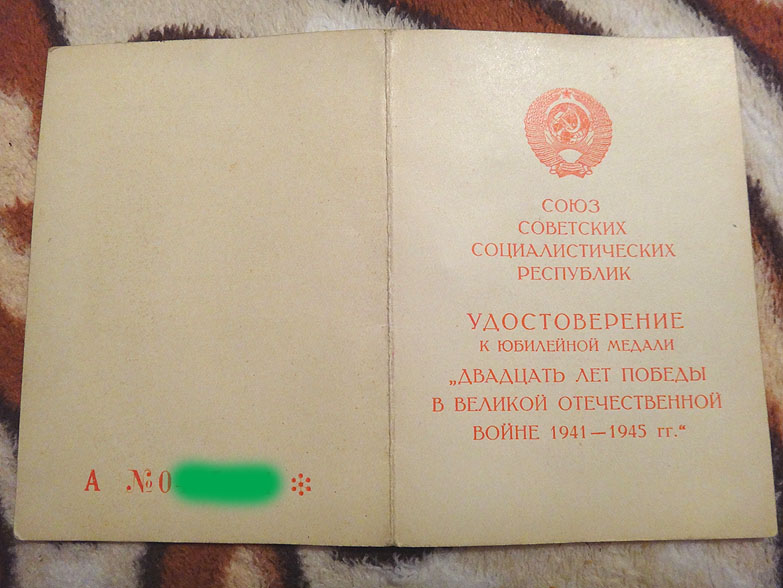 А №0
СОЮЗ
СОВЕТСКИХ
СОЦИАЛИСТИЧЕСКИХ
РЕСПУБЛИК
УДОСТОВЕРЕНИЕ
К ЮБИЛЕЙНОЙ МЕДАЛИ
„ДВАДЦАТЬ ЛЕТ ПОБЕДЫ
В ВЕЛИКОЙ ОТЕЧЕСТВЕННОЙ
ВОЙНЕ 1941—1945 гг.“